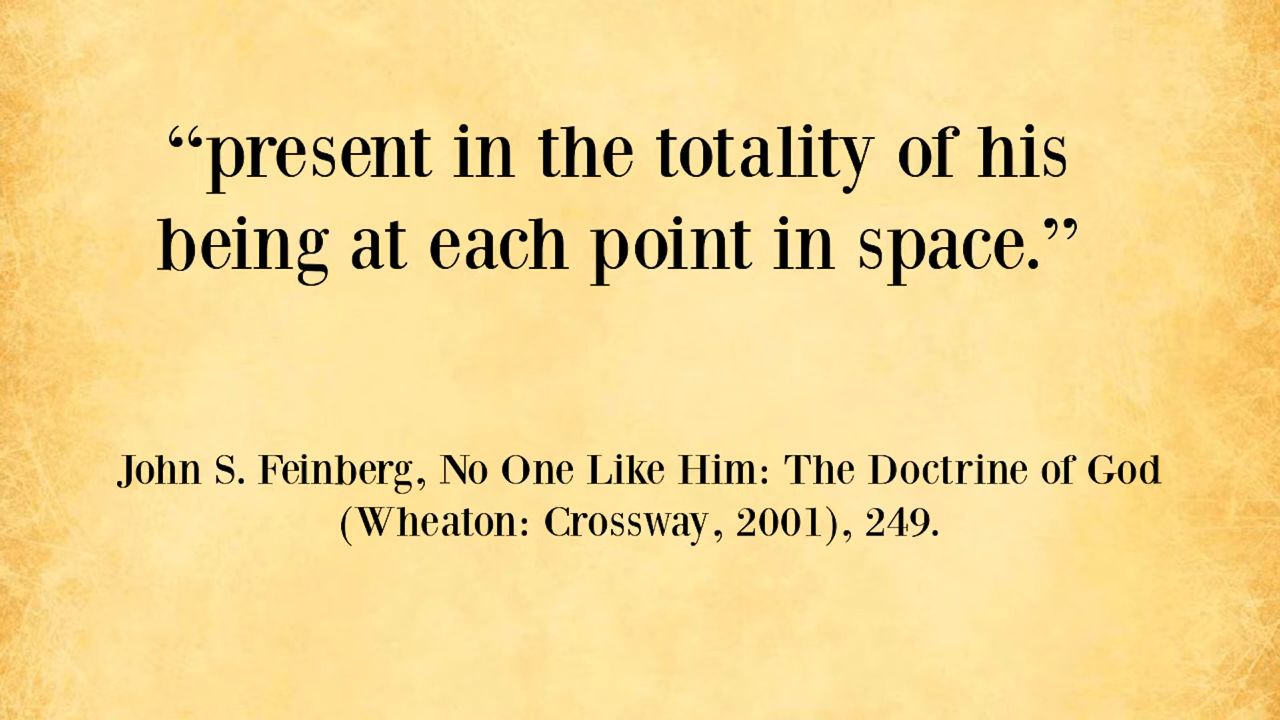 “present in the totality of his
being at each point in space.”
John S. Feinberg, No One Like Him: The Doctrine of God
(Wheaton: Crossway, 2001), 249.